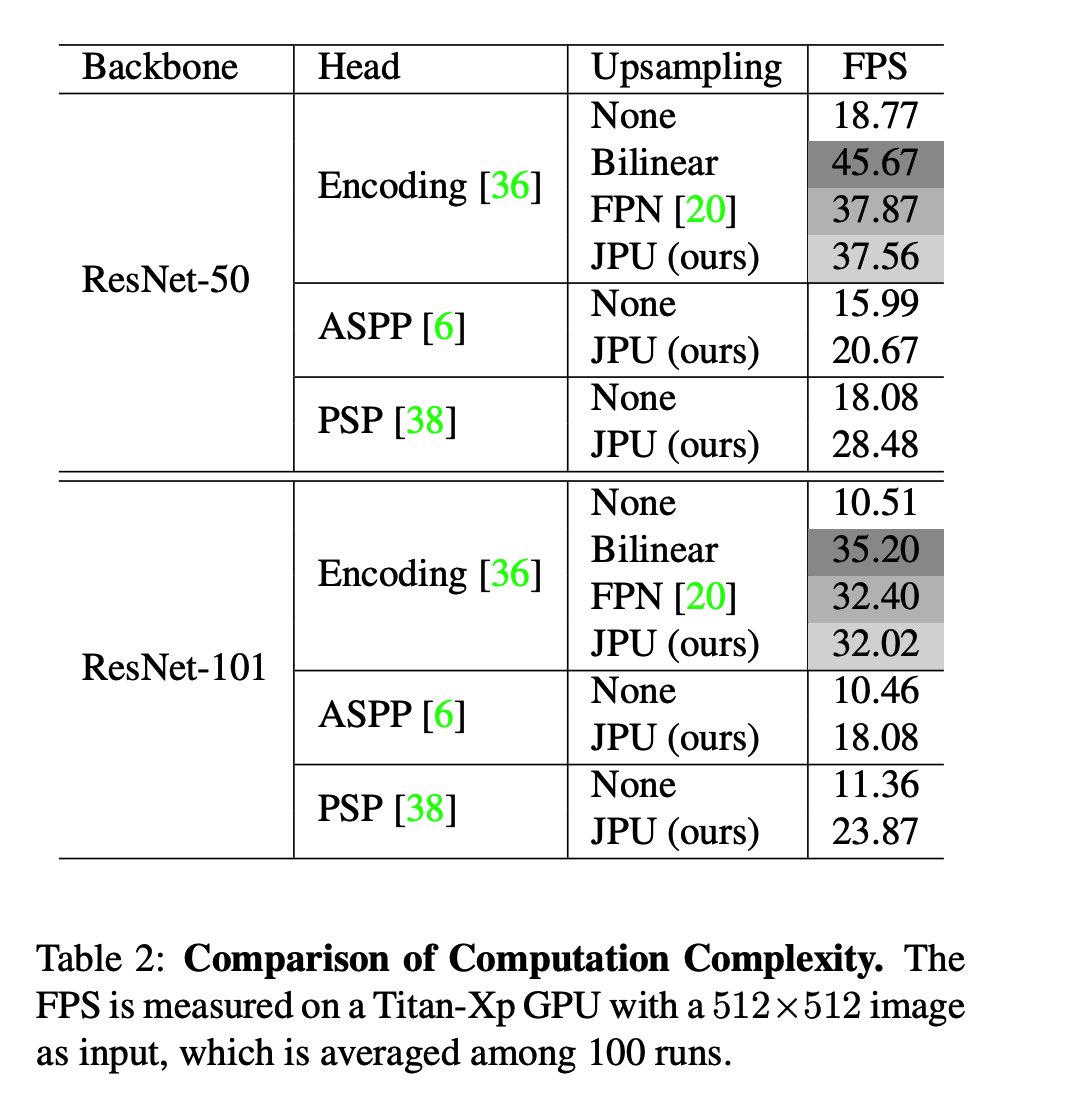 Backbone Head Upsampling FPS
ResNet-50 Encoding [36] None 18.77
Bilinear 45.67
FPN [20] 37.87
JPU (ours) 37.56
ASPP [6] None 15.99
JPU (ours) 20.67
PSP [38] None 18.08
JPU (ours) 28.48
ResNet-101 Encoding [36] None 10.51
Bilinear 35.20
FPN [20] 32.40
JPU (ours) 32.02
ASPP [6] None 10.46
JPU (ours) 18.08
PSP [38] None 11.36
JPU (ours) 23.87
Table 2: Comparison of Computation Complexity. The
FPS is measured on a Titan-Xp GPU with a 512×512 image
as input, which is averaged among 100 runs.